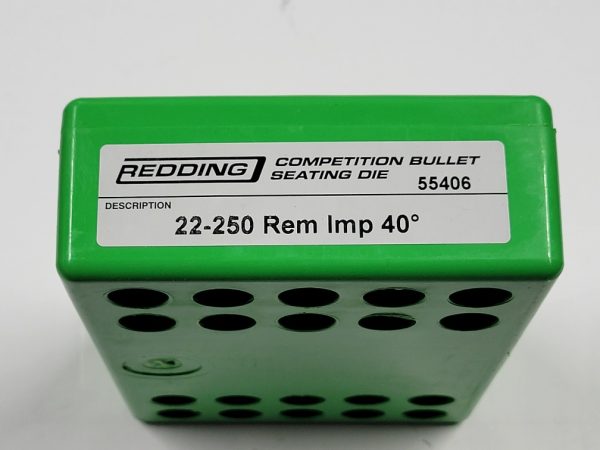 REDDING COMPETITION BULLET
SEATING DIE 55406
DESCRIPTION
22-250 Rem Imp 40°